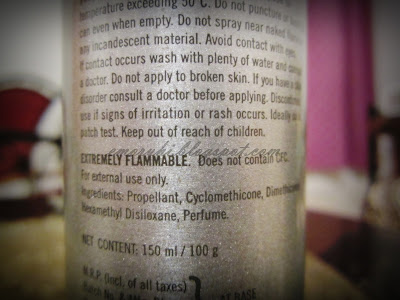 temperature exceeding 50°C. Do not puncture or
can even when empty. Do not spray near naked
any incandescent material. Avoid contact with eyes.
If contact occurs wash with plenty of water and
a doctor. Do not apply to broken skin. If you have a
disorder consult a doctor before applying. Discontinue
use if signs of irritation or rash occurs. Ideally do a
patch test. Keep out of reach of children.
EXTREMELY FLAMMABLE. Does not contain CFC.
For external use only.
Ingredients: Propellant, Cyclomethicone, Dimethicone,
Hexamethyl Disiloxane, Perfume.
NET CONTENT: 150 ml / 100 g
M.R.P. (Incl. of all taxes)